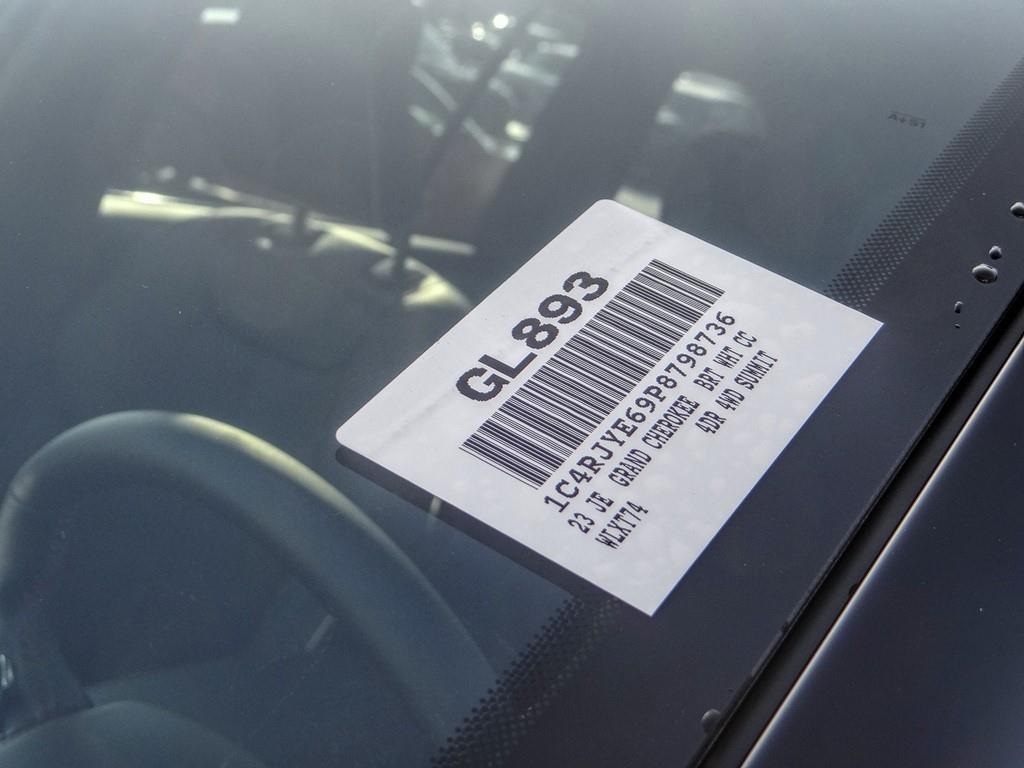 GL893
1C4RJYE69P8798736
23 JE GRAND CHEROKEE BRT WHT CC
WLXT74 4DR 4WD SUMMIT